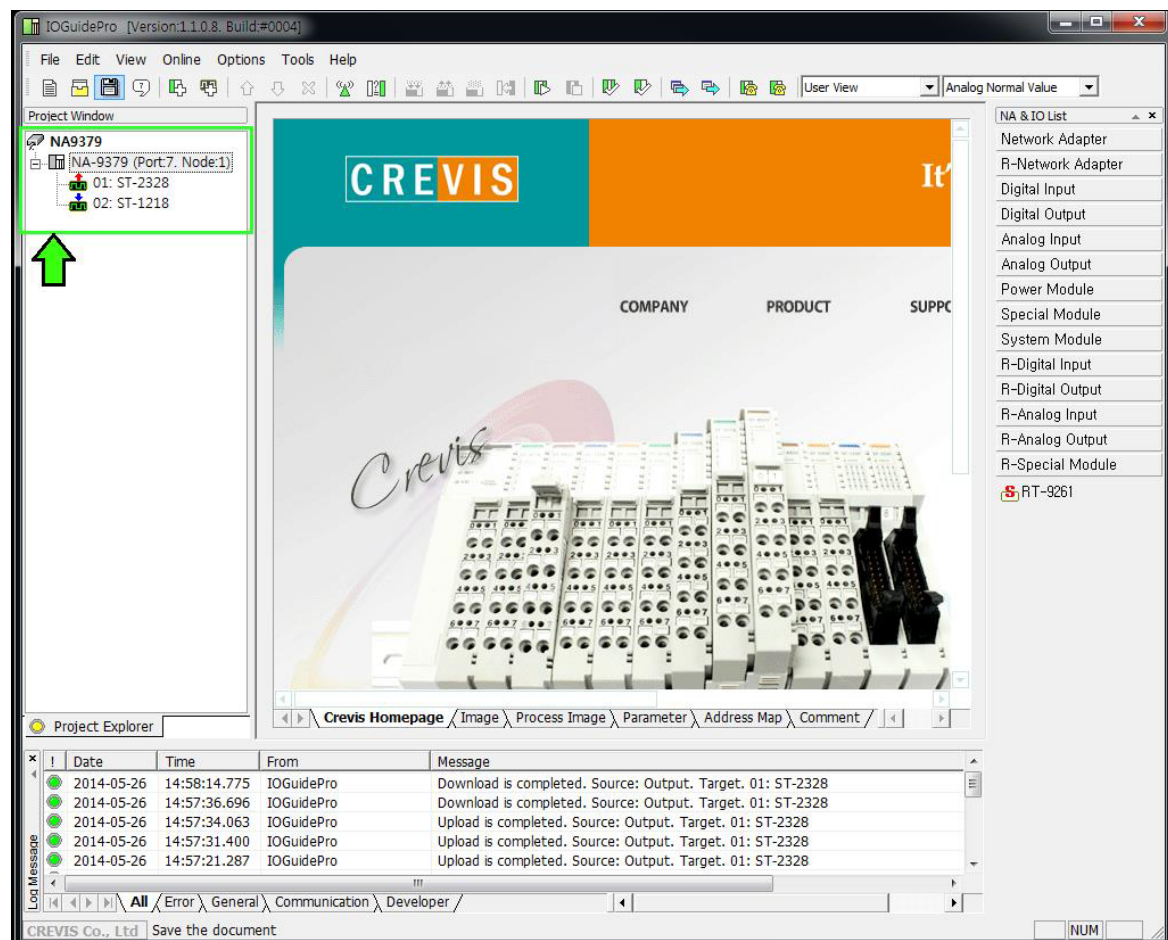 IOGuidePro [Version:1.1.0.8. Build:#0004]
File Edit View Online Options Tools Help
User View
Analog Normal Value
Project Window
NA9379
NA-9379 (Port:7. Node:1)
01: ST-2328
02: ST-1218
Project Explorer
CREVIS
It'
COMPANY PRODUCT SUPPC
Crevis
Crevis Homepage Image Process Image Parameter Address Map Comment
NA & IO List
Network Adapter
R-Network Adapter
Digital Input
Digital Output
Analog Input
Analog Output
Power Module
Special Module
System Module
R-Digital Input
R-Digital Output
R-Analog Input
R-Analog Output
R-Special Module
RT-9261
Log Message
! Date Time From Message
2014-05-26 14:58:14.775 IOGuidePro Download is completed. Source: Output. Target. 01: ST-2328
2014-05-26 14:57:36.696 IOGuidePro Download is completed. Source: Output. Target. 01: ST-2328
2014-05-26 14:57:34.063 IOGuidePro Upload is completed. Source: Output. Target. 01: ST-2328
2014-05-26 14:57:31.400 IOGuidePro Upload is completed. Source: Output. Target. 01: ST-2328
2014-05-26 14:57:21.287 IOGuidePro Upload is completed. Source: Output. Target. 01: ST-2328
All Error General Communication Developer
CREVIS Co., Ltd Save the document
NUM